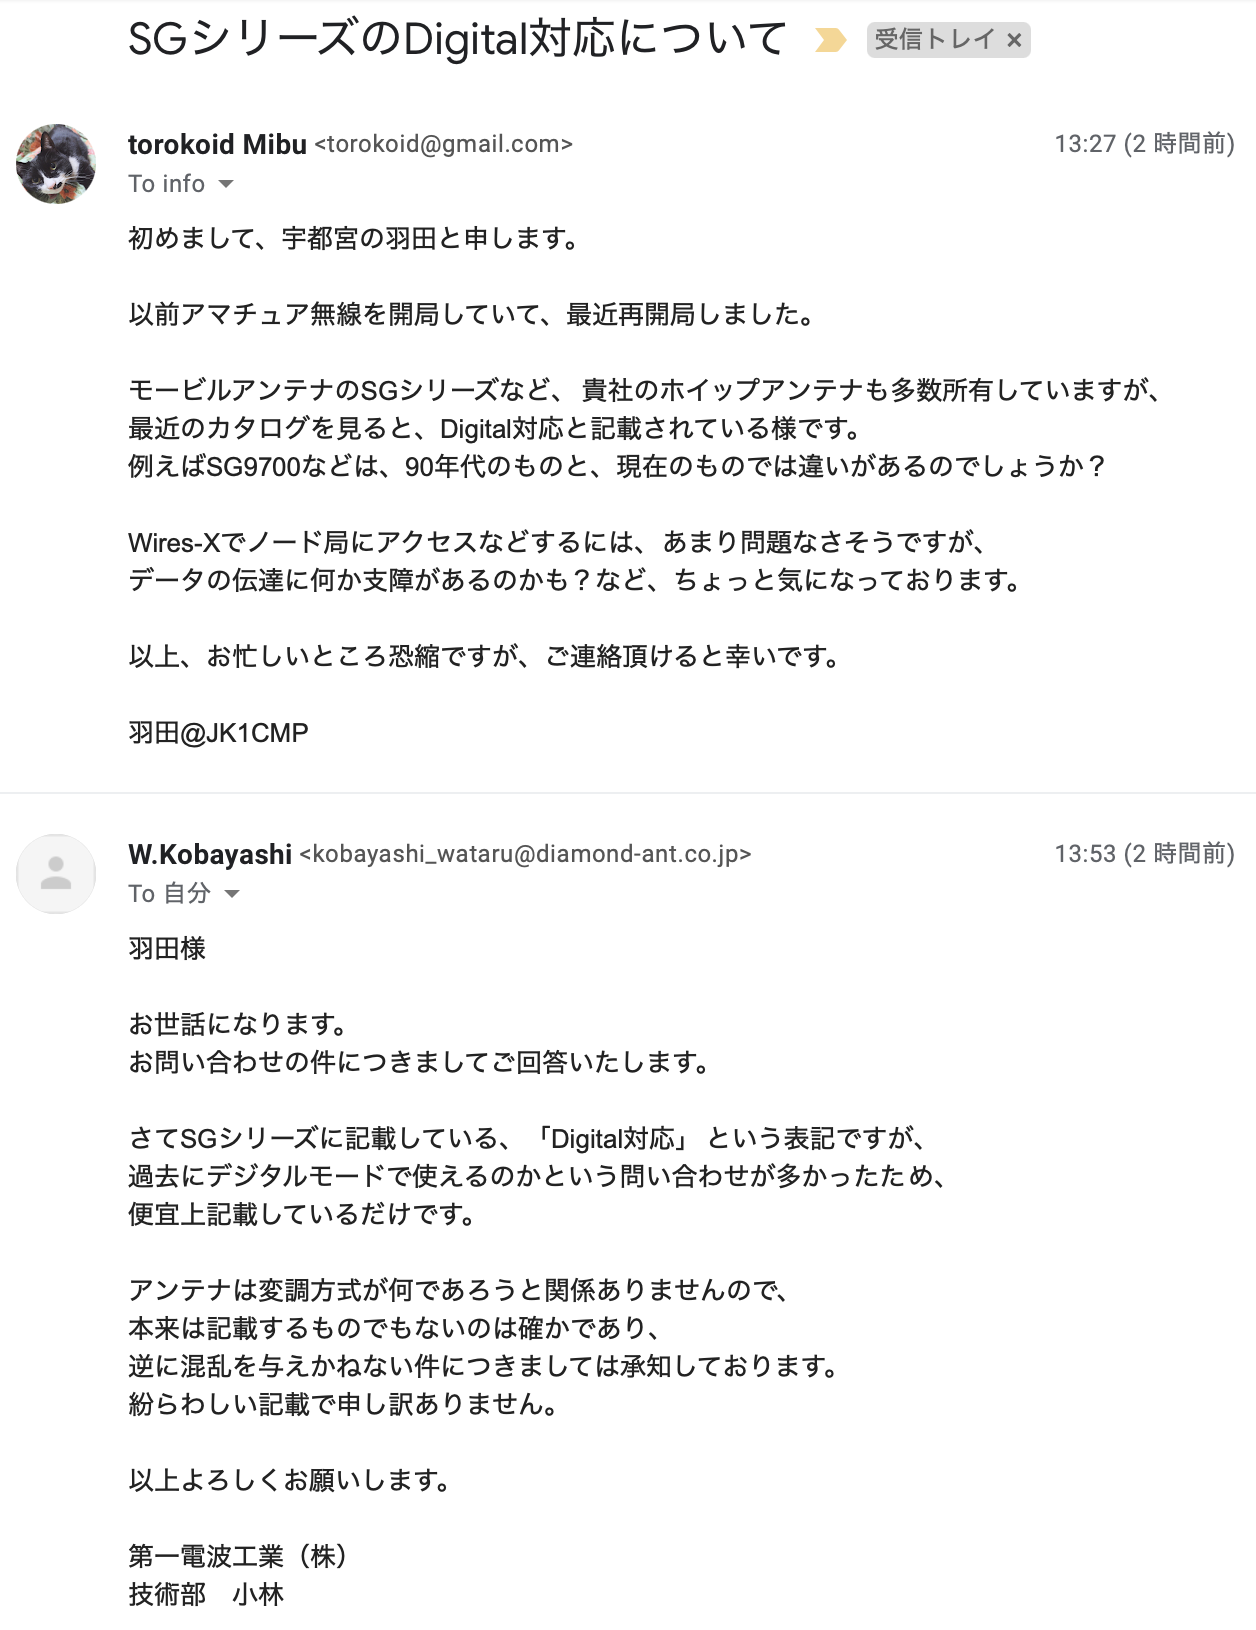 SGシリーズのDigital対応について
受信トレイ ×
torokoid Mibu <torokoid@gmail.com>
13:27 (2 時間前)
To info
初めまして、宇都宮の羽田と申します。
以前アマチュア無線を開局していて、最近再開局しました。
モービルアンテナのSGシリーズなど、 貴社のホイップアンテナも多数所有していますが、
最近のカタログを見ると、Digital対応と記載されている様です。
例えばSG9700などは、90年代のものと、現在のものでは違いがあるのでしょうか？
Wires-Xでノード局にアクセスなどするには、あまり問題なさそうですが、
データの伝達に何か支障があるのかも？など、ちょっと気になっております。
以上、お忙しいところ恐縮ですが、ご連絡頂けると幸いです。
羽田@JK1CMP
W.Kobayashi <kobayashi_wataru@diamond-ant.co.jp>
13:53 (2 時間前)
To 自分
羽田様
お世話になります。
お問い合わせの件につきましてご回答いたします。
さてSGシリーズに記載している、「Digital対応」 という表記ですが、
過去にデジタルモードで使えるのかという問い合わせが多かったため、
便宜上記載しているだけです。
アンテナは変調方式が何であろうと関係ありませんので、
本来は記載するものでもないのは確かであり、
逆に混乱を与えかねない件につきましては承知しております。
紛らわしい記載で申し訳ありません。
以上よろしくお願いします。
第一電波工業（株）
技術部　小林